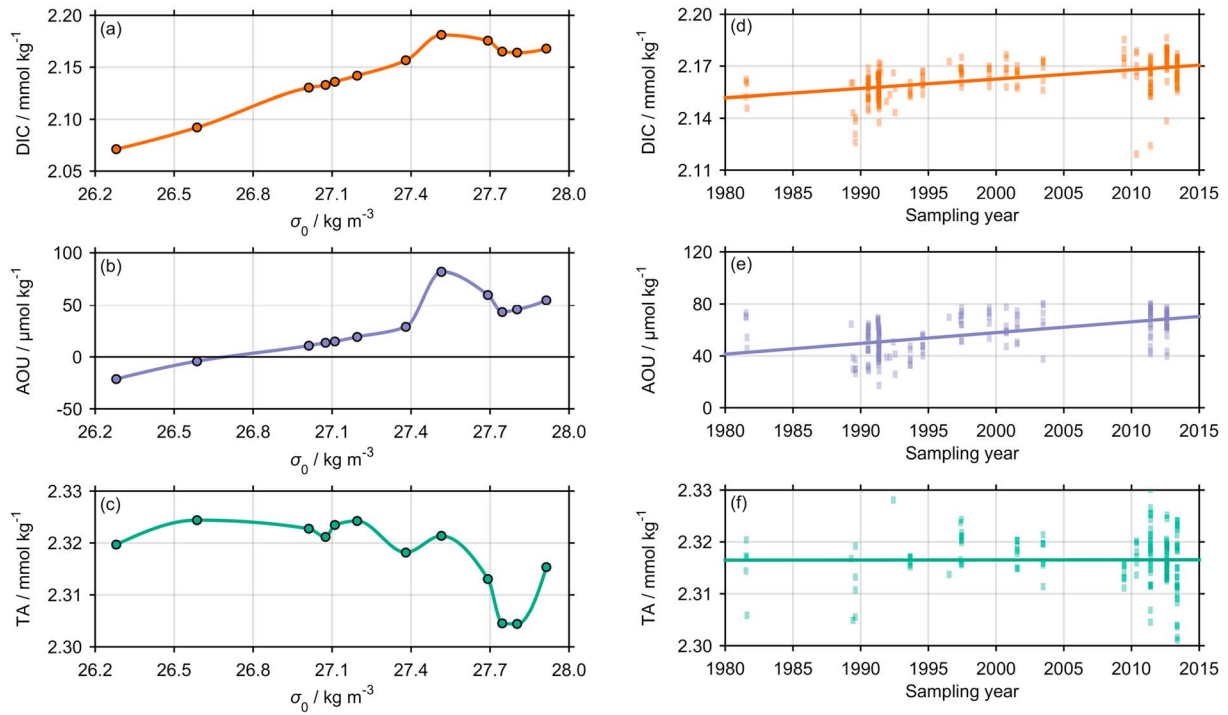 (a)
DIC / mmol kg⁻¹
2.20
2.15
2.10
2.05
26.2 26.5 26.8 27.1 27.4 27.7 28.0
σ₀ / kg m⁻³
(b)
AOU / µmol kg⁻¹
100
50
0
-50
26.2 26.5 26.8 27.1 27.4 27.7 28.0
σ₀ / kg m⁻³
(c)
TA / mmol kg⁻¹
2.33
2.32
2.31
2.30
26.2 26.5 26.8 27.1 27.4 27.7 28.0
σ₀ / kg m⁻³
(d)
DIC / mmol kg⁻¹
2.20
2.17
2.14
2.11
1980 1985 1990 1995 2000 2005 2010 2015
Sampling year
(e)
AOU / µmol kg⁻¹
120
80
40
0
1980 1985 1990 1995 2000 2005 2010 2015
Sampling year
(f)
TA / mmol kg⁻¹
2.33
2.32
2.31
2.30
1980 1985 1990 1995 2000 2005 2010 2015
Sampling year